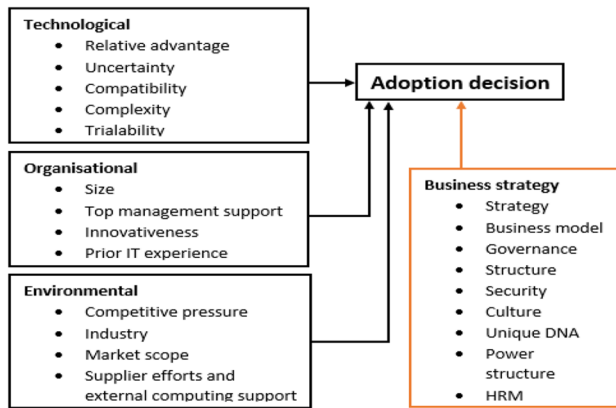 Technological
Relative advantage
Uncertainty
Compatibility
Complexity
Trialability
Adoption decision
Organisational
Size
Top management support
Innovativeness
Prior IT experience
Environmental
Competitive pressure
Industry
Market scope
Supplier efforts and
external computing support
Business strategy
Strategy
Business model
Governance
Structure
Security
Culture
Unique DNA
Power
structure
HRM